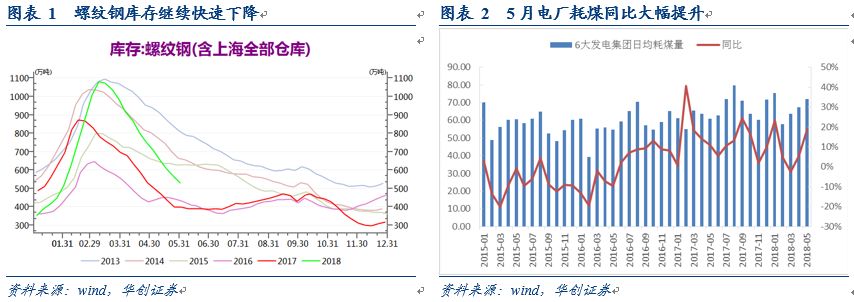 图表 1 螺纹钢库存继续快速下降
库存:螺纹钢(含上海全部仓库)
(万吨) (万吨)
1100 1100
1000 1000
900 900
800 800
700 700
600 600
500 500
400 400
300 300
01.31 02.29 03.31 04.30 05.31 06.30 07.31 08.31 09.30 10.31 11.30 12.31
2013 2014 2015 2016 2017 2018
资料来源：wind，华创证券
图表 2 5月电厂耗煤同比大幅提升
6大发电集团日均耗煤量 同比
90.00 50%
80.00 40%
70.00 30%
60.00 20%
50.00 10%
40.00 0%
30.00 -10%
20.00 -20%
10.00 -30%
0.00
2015-01 2015-03 2015-05 2015-07 2015-09 2015-11 2016-01 2016-03 2016-05 2016-07 2016-09 2016-11 2017-01 2017-03 2017-05 2017-07 2017-09 2017-11 2018-01 2018-03 2018-05
资料来源：wind，华创证券